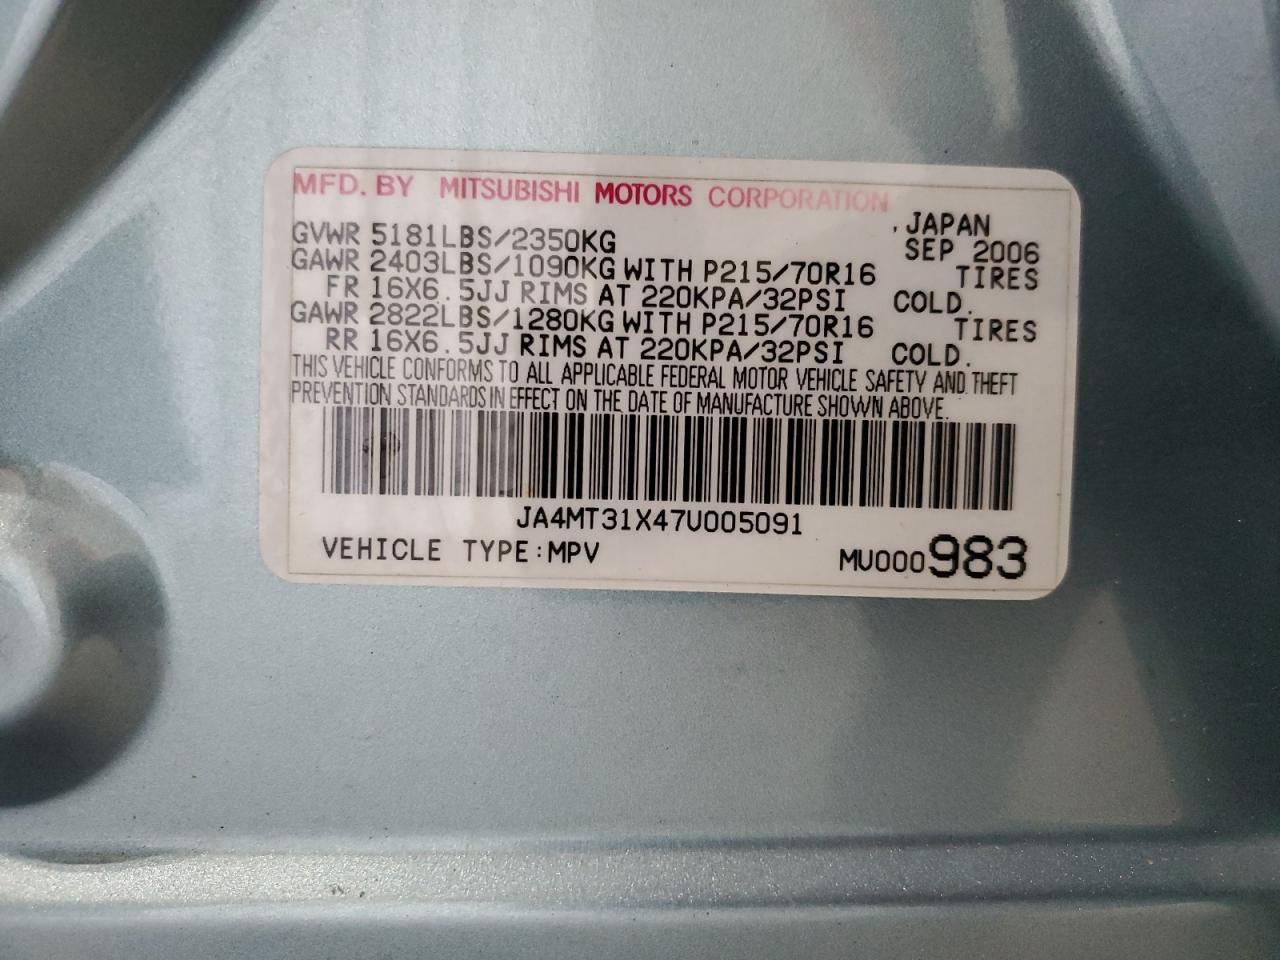 MFD. BY MITSUBISHI MOTORS CORPORATION
, JAPAN
GVWR 5181LBS/2350KG SEP 2006
GAWR 2403LBS/1090KG WITH P215/70R16 TIRES
FR 16X6.5JJ RIMS AT 220KPA/32PSI COLD.
GAWR 2822LBS/1280KG WITH P215/70R16 TIRES
RR 16X6.5JJ RIMS AT 220KPA/32PSI COLD.
THIS VEHICLE CONFORMS TO ALL APPLICABLE FEDERAL MOTOR VEHICLE SAFETY AND THEFT
PREVENTION STANDARDS IN EFFECT ON THE DATE OF MANUFACTURE SHOWN ABOVE.
JA4MT31X47U005091
VEHICLE TYPE:MPV MU000983